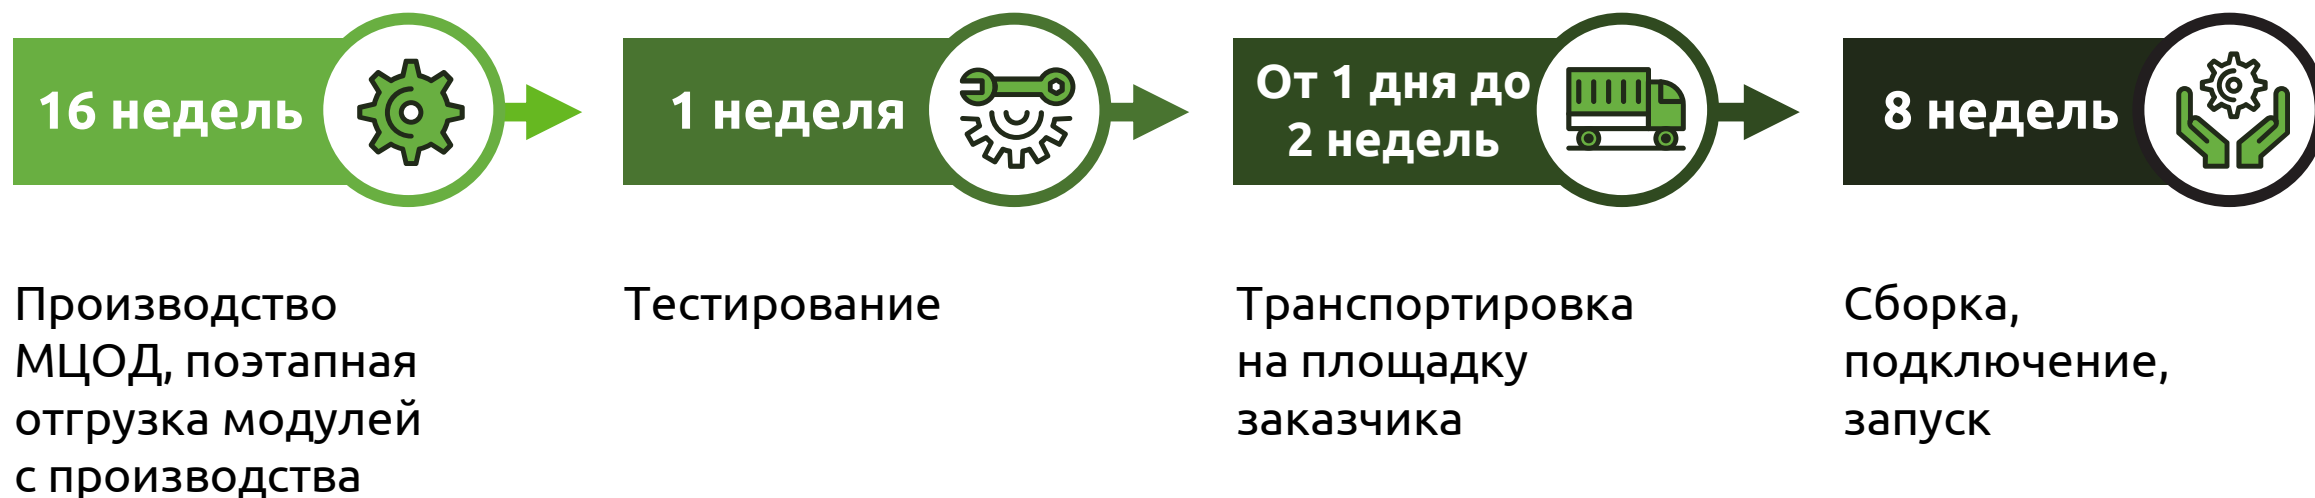 16 недель
1 неделя
От 1 дня до
2 недель
8 недель
Производство
МЦОД, поэтапная
отгрузка модулей
с производства
Тестирование
Транспортировка
на площадку
заказчика
Сборка,
подключение,
запуск